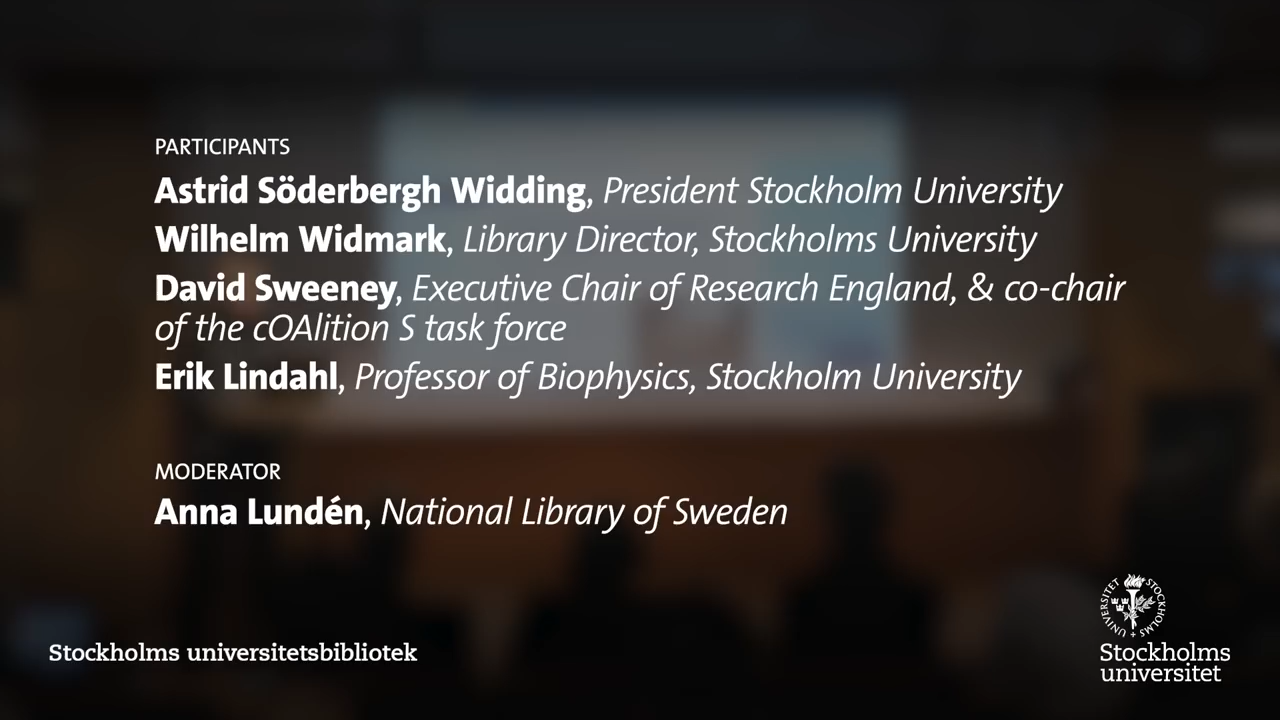 PARTICIPANTS
Astrid Söderbergh Widding, President Stockholm University
Wilhelm Widmark, Library Director, Stockholms University
David Sweeney, Executive Chair of Research England, & co-chair
of the cOAlition S task force
Erik Lindahl, Professor of Biophysics, Stockholm University
MODERATOR
Anna Lundén, National Library of Sweden
Stockholms universitetsbibliotek
STOCKHOLMS UNIVERSITET
Stockholms
universitet